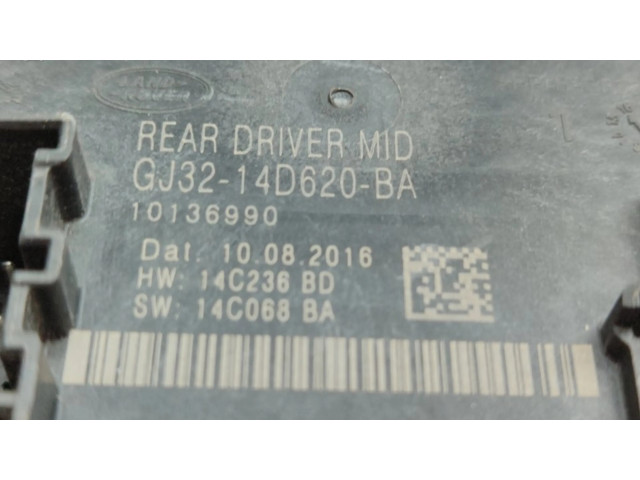 LAND-
ROVER
REAR DRIVER MID
GJ32-14D620-BA
10136990
Dat. 10.08.2016
HW: 14C236 BD
SW: 14C068 BA